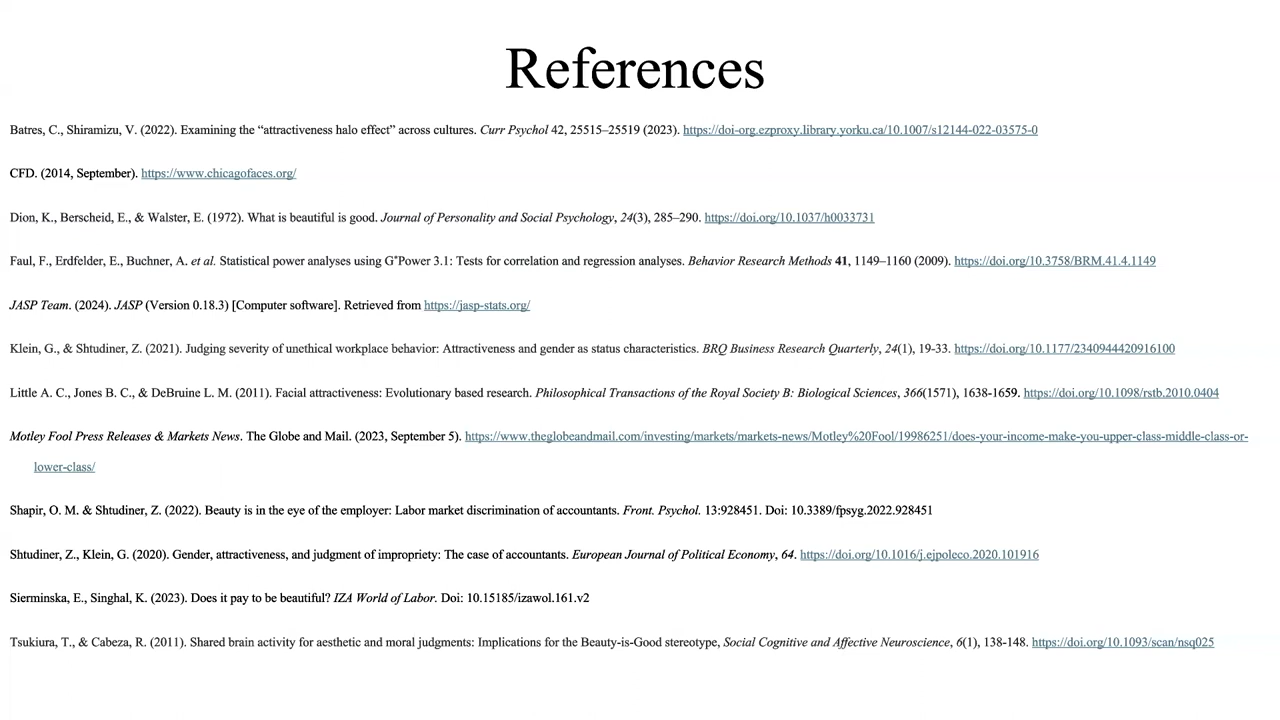 References
Batres, C., Shiramizu, V. (2022). Examining the “attractiveness halo effect” across cultures. Curr Psychol 42, 25515–25519 (2023). https://doi-org.ezproxy.library.yorku.ca/10.1007/s12144-022-03575-0
CFD. (2014, September). https://www.chicagofaces.org/
Dion, K., Berscheid, E., & Walster, E. (1972). What is beautiful is good. Journal of Personality and Social Psychology, 24(3), 285–290. https://doi.org/10.1037/h0033731
Faul, F., Erdfelder, E., Buchner, A. et al. Statistical power analyses using G*Power 3.1: Tests for correlation and regression analyses. Behavior Research Methods 41, 1149–1160 (2009). https://doi.org/10.3758/BRM.41.4.1149
JASP Team. (2024). JASP (Version 0.18.3) [Computer software]. Retrieved from https://jasp-stats.org/
Klein, G., & Shtudiner, Z. (2021). Judging severity of unethical workplace behavior: Attractiveness and gender as status characteristics. BRQ Business Research Quarterly, 24(1), 19-33. https://doi.org/10.1177/2340944420916100
Little A. C., Jones B. C., & DeBruine L. M. (2011). Facial attractiveness: Evolutionary based research. Philosophical Transactions of the Royal Society B: Biological Sciences, 366(1571), 1638-1659. https://doi.org/10.1098/rstb.2010.0404
Motley Fool Press Releases & Markets News. The Globe and Mail. (2023, September 5). https://www.theglobeandmail.com/investing/markets/markets-news/Motley%20Fool/19986251/does-your-income-make-you-upper-class-middle-class-or-
lower-class/
Shapir, O. M. & Shtudiner, Z. (2022). Beauty is in the eye of the employer: Labor market discrimination of accountants. Front. Psychol. 13:928451. Doi: 10.3389/fpsyg.2022.928451
Shtudiner, Z., Klein, G. (2020). Gender, attractiveness, and judgment of impropriety: The case of accountants. European Journal of Political Economy, 64. https://doi.org/10.1016/j.ejpoleco.2020.101916
Sierminska, E., Singhal, K. (2023). Does it pay to be beautiful? IZA World of Labor. Doi: 10.15185/izawol.161.v2
Tsukiura, T., & Cabeza, R. (2011). Shared brain activity for aesthetic and moral judgments: Implications for the Beauty-is-Good stereotype, Social Cognitive and Affective Neuroscience, 6(1), 138-148. https://doi.org/10.1093/scan/nsq025